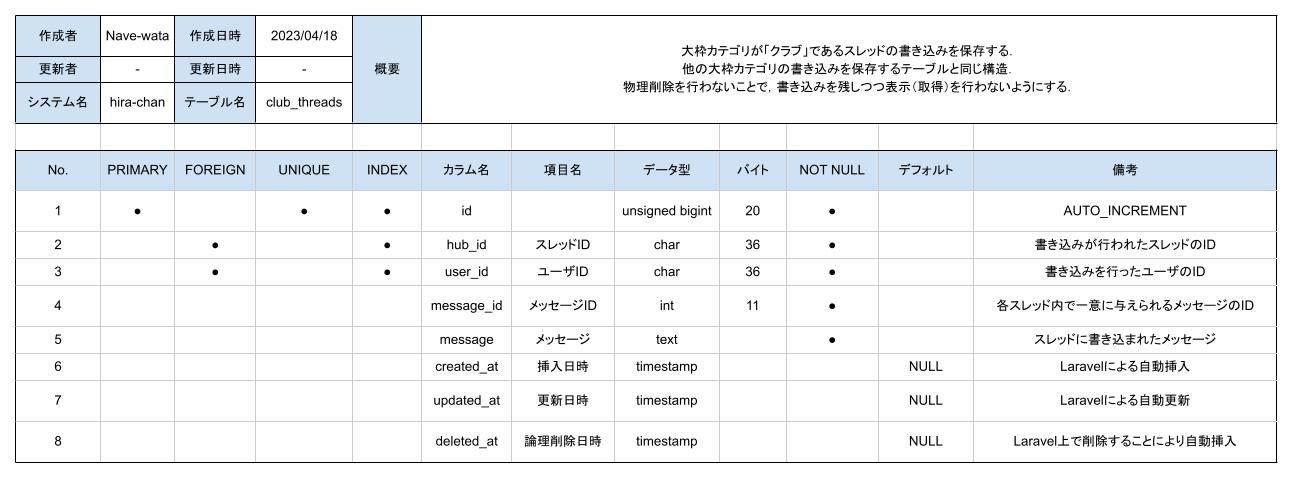 作成者 Nave-wata 作成日時 2023/04/18 概要 大枠カテゴリが「クラブ」であるスレッドの書き込みを保存する.
他の大枠カテゴリの書き込みを保存するテーブルと同じ構造.
物理削除を行わないことで, 書き込みを残しつつ表示（取得）を行わないようにする.
更新者 - 更新日時 -
システム名 hira-chan テーブル名 club_threads
No. PRIMARY FOREIGN UNIQUE INDEX カラム名 項目名 データ型 バイト NOT NULL デフォルト 備考
1 ● ● ● id unsigned bigint 20 ● AUTO_INCREMENT
2 ● ● hub_id スレッドID char 36 ● 書き込みが行われたスレッドのID
3 ● ● user_id ユーザID char 36 ● 書き込みを行ったユーザのID
4 message_id メッセージID int 11 ● 各スレッド内で一意に与えられるメッセージのID
5 message メッセージ text ● スレッドに書き込まれたメッセージ
6 created_at 挿入日時 timestamp NULL Laravelによる自動挿入
7 updated_at 更新日時 timestamp NULL Laravelによる自動更新
8 deleted_at 論理削除日時 timestamp NULL Laravel上で削除することにより自動挿入